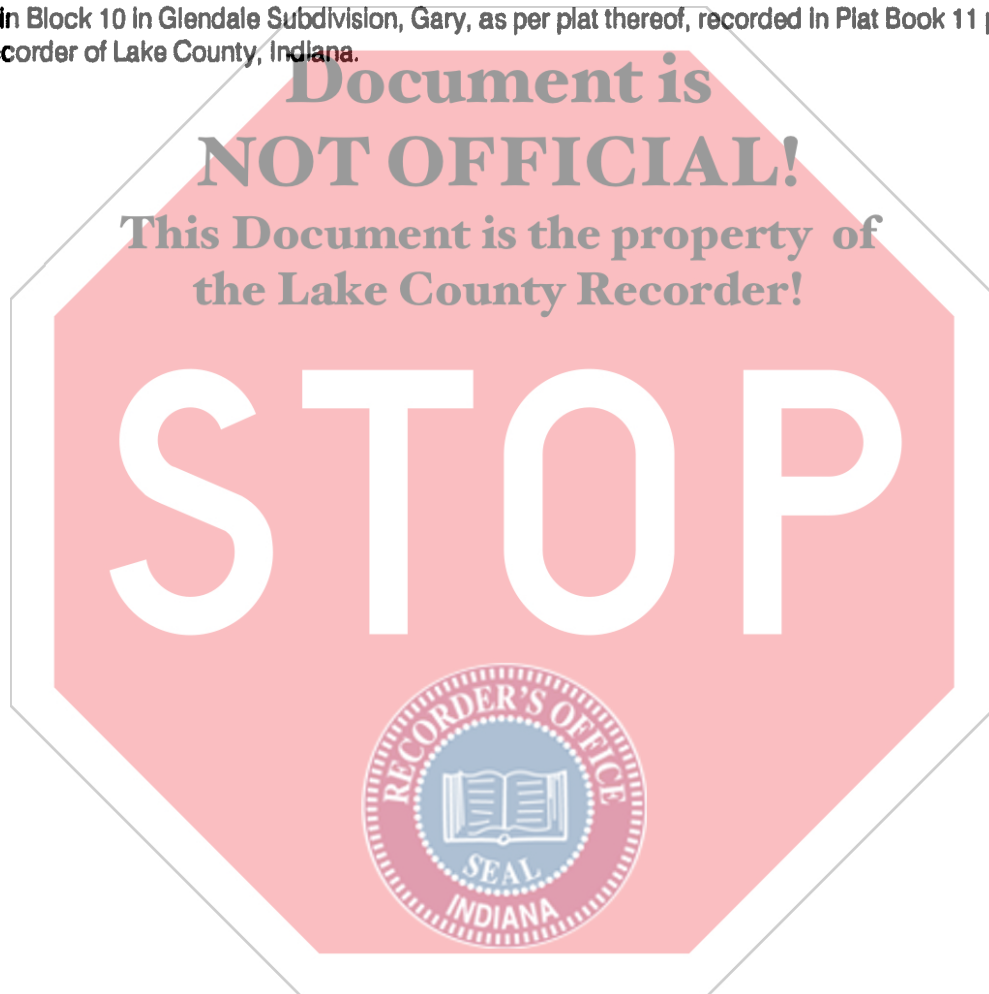 in Block 10 in Glendale Subdivision, Gary, as per plat thereof, recorded in Plat Book 11
corder of Lake County, Indiana.
Document is
NOT OFFICIAL!
This Document is the property of
the Lake County Recorder!
STOP
RECORDER'S OFFICE
SEAL
INDIANA